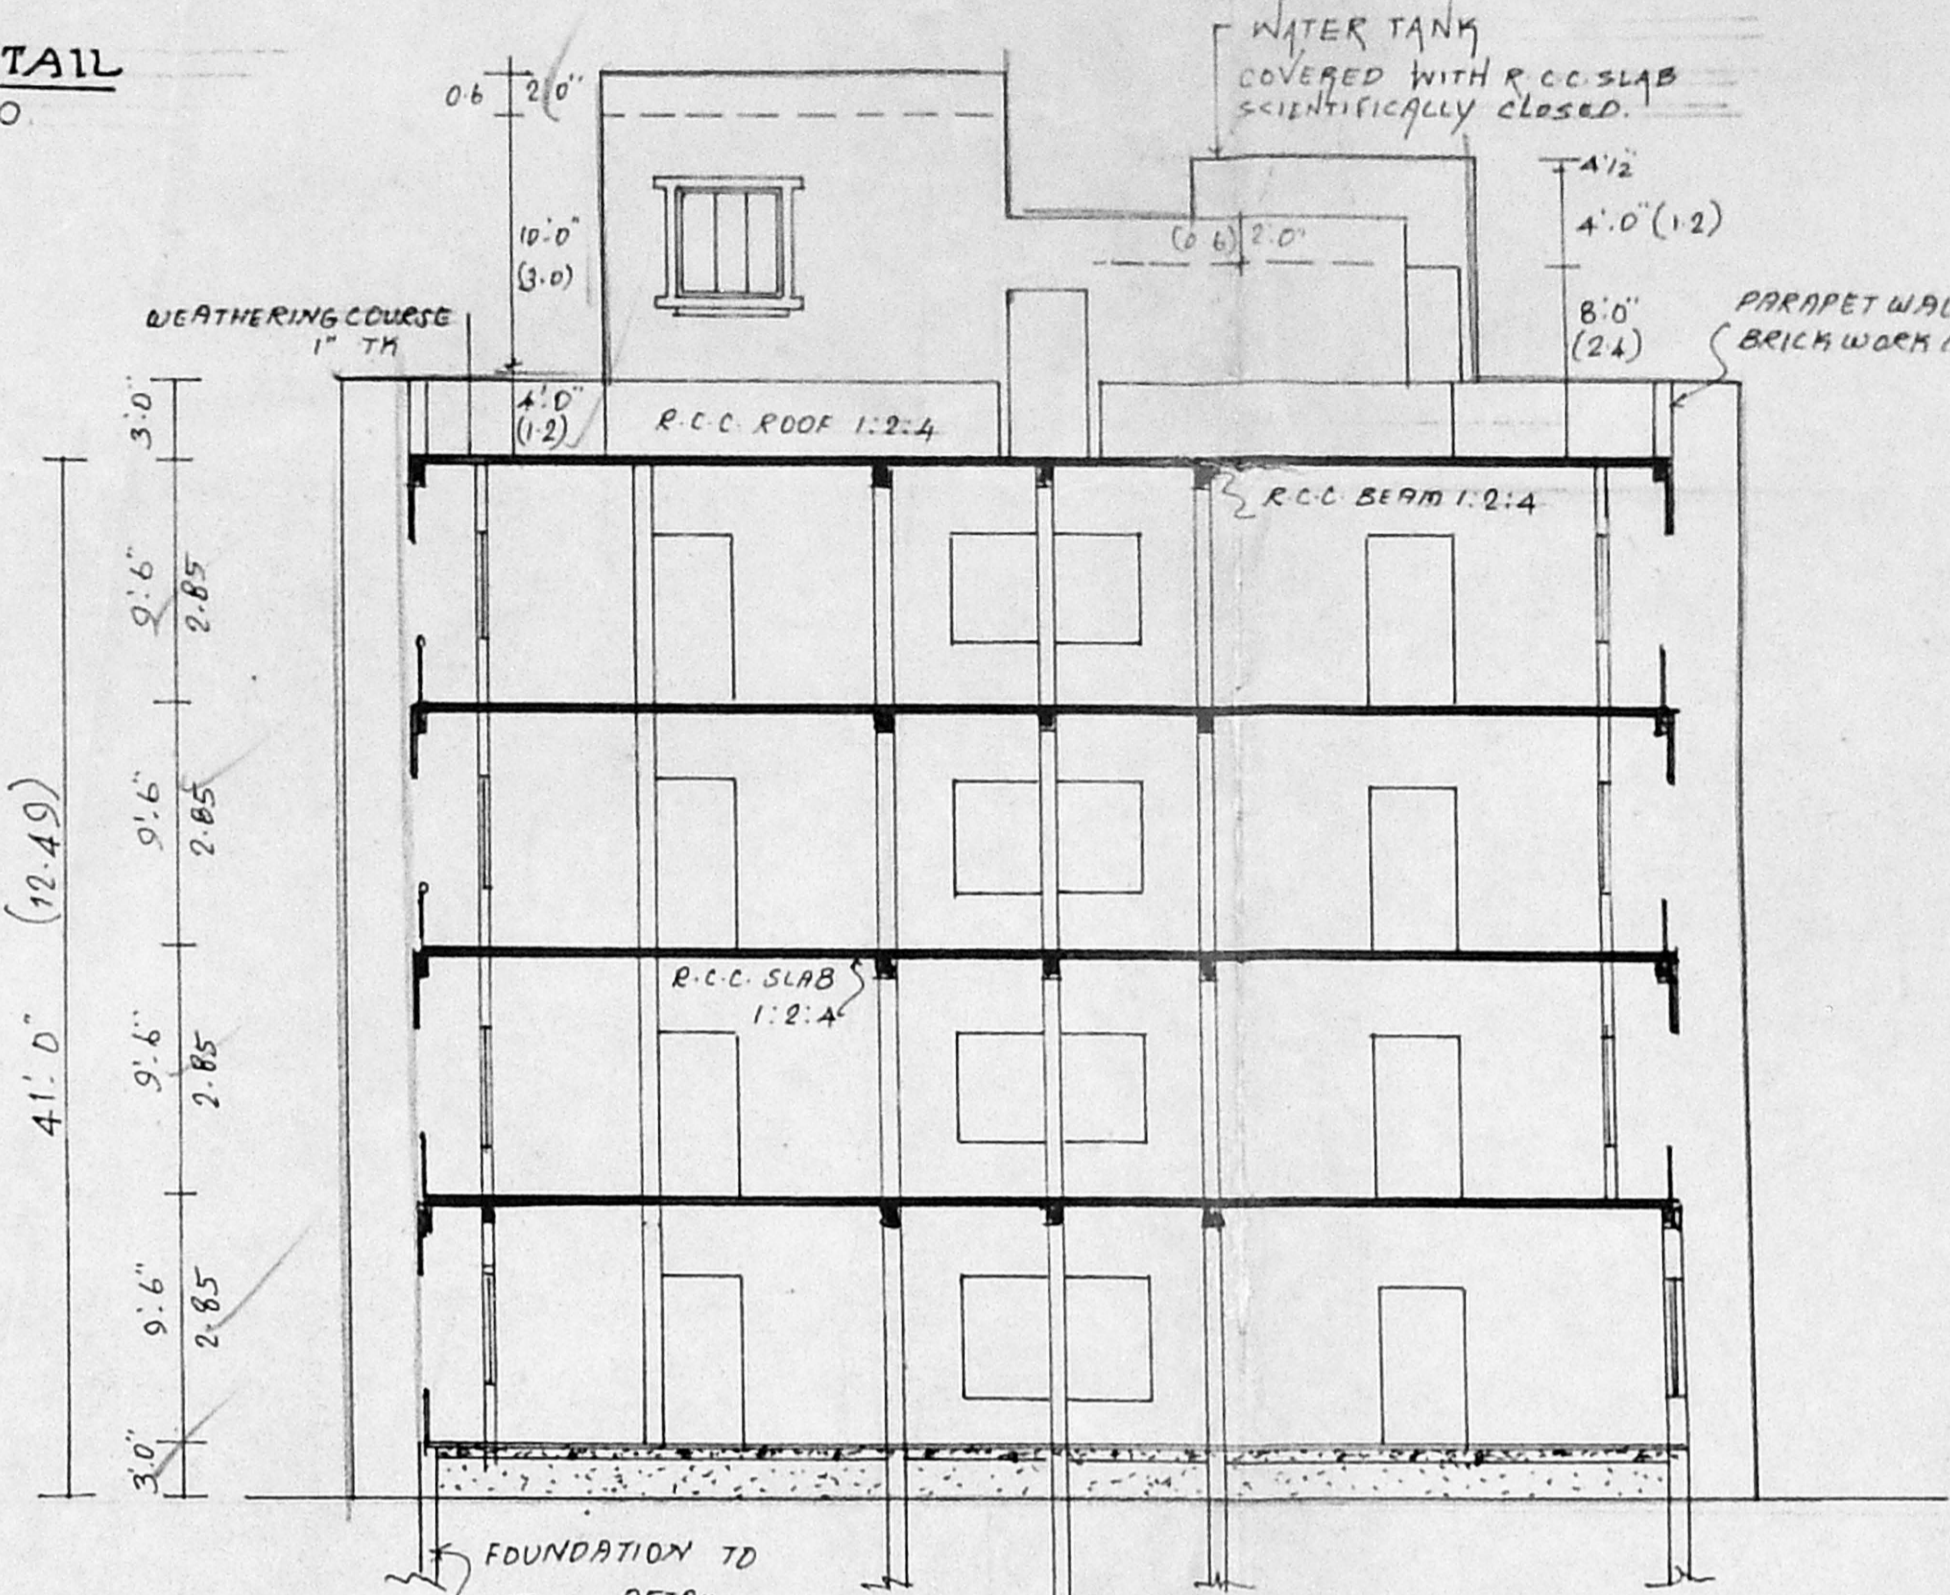 TAIL
0
WATER TANK
COVERED WITH R.C.C. SLAB
SCIENTIFICALLY CLOSED.
0.6 2'0"
4'1/2"
4'.0" (1.2)
10'.0"
(3.0)
(0.6) 2'.0"
8'.0"
(2.4)
WEATHERING COURSE
1" TK
PARAPET WAL
BRICK WORK
3'.0"
4'.0"
(1.2)
R.C.C. ROOF 1:2:4
R.C.C. BEAM 1:2:4
9'.6" 2.85
9'.6" 2.85
41'.0" (12.49)
R.C.C. SLAB
1:2:4
9'.6" 2.85
9'.6" 2.85
3'.0"
FOUNDATION TO